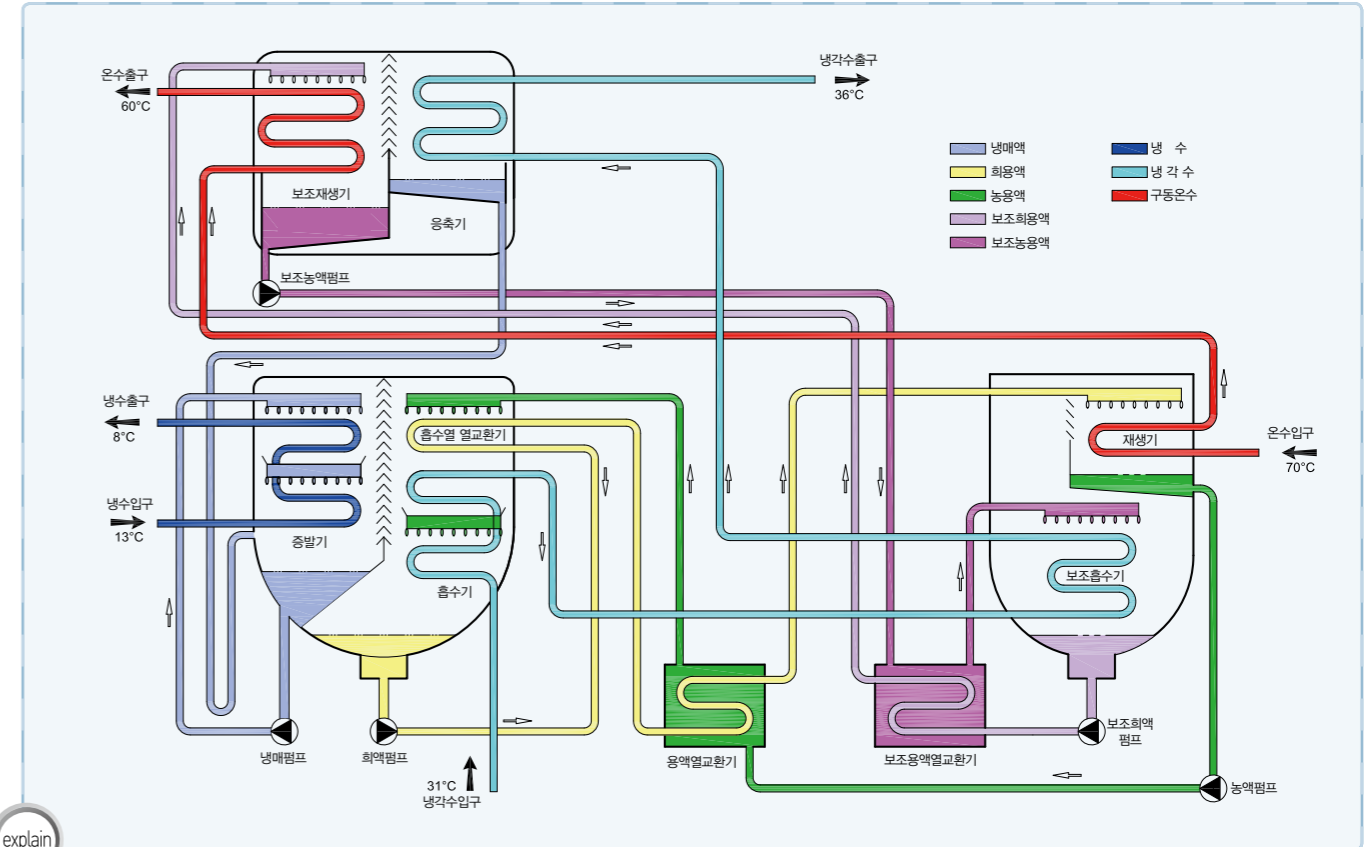 온수출구
60°C
냉각수출구
36°C
냉매액
희용액
농용액
보조희용액
보조농용액
냉 수
냉 각 수
구동온수
보조재생기
응축기
보조농액펌프
냉수출구
8°C
냉수입구
13°C
흡수열 열교환기
증발기
흡수기
재생기
온수입구
70°C
보조흡수기
냉매펌프
희액펌프
31°C
냉각수입구
용액열교환기
보조용액열교환기
보조희액
펌프
농액펌프
explain